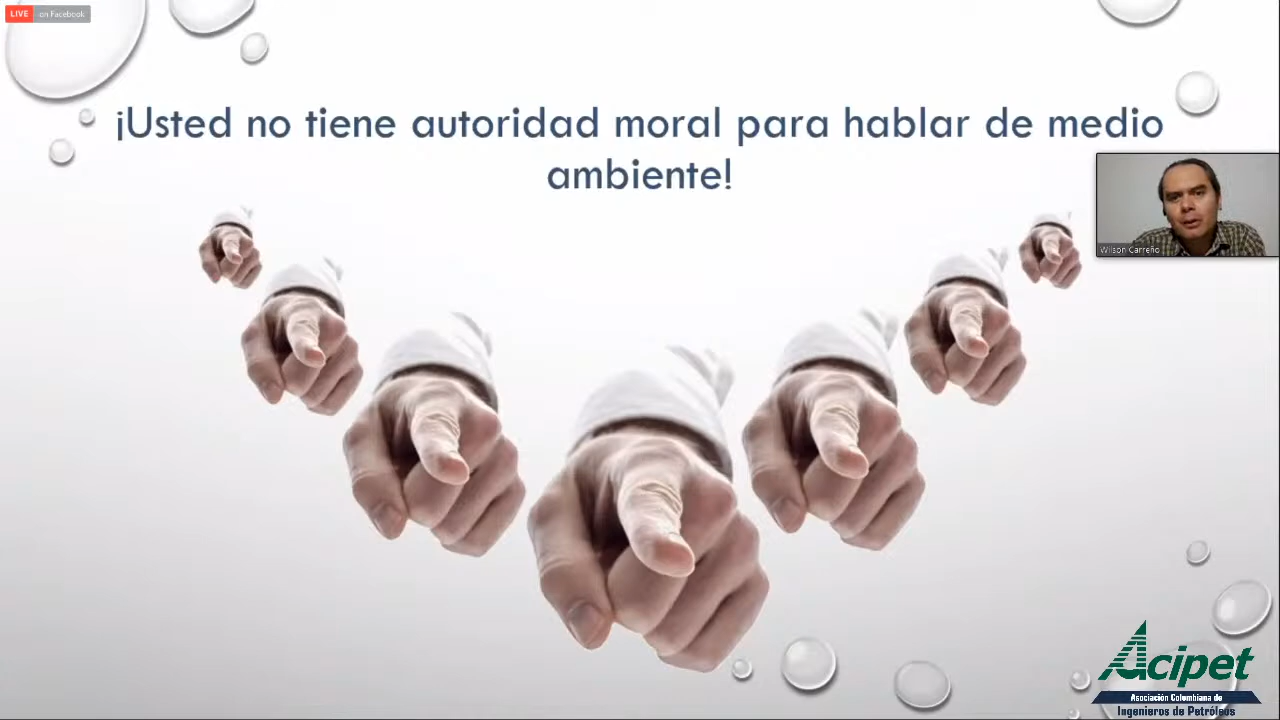 LIVE on Facebook
¡Usted no tiene autoridad moral para hablar de medio
ambiente!
Wilson Carreño
Acipet
Asociación Colombiana de
Ingenieros de Petróleos